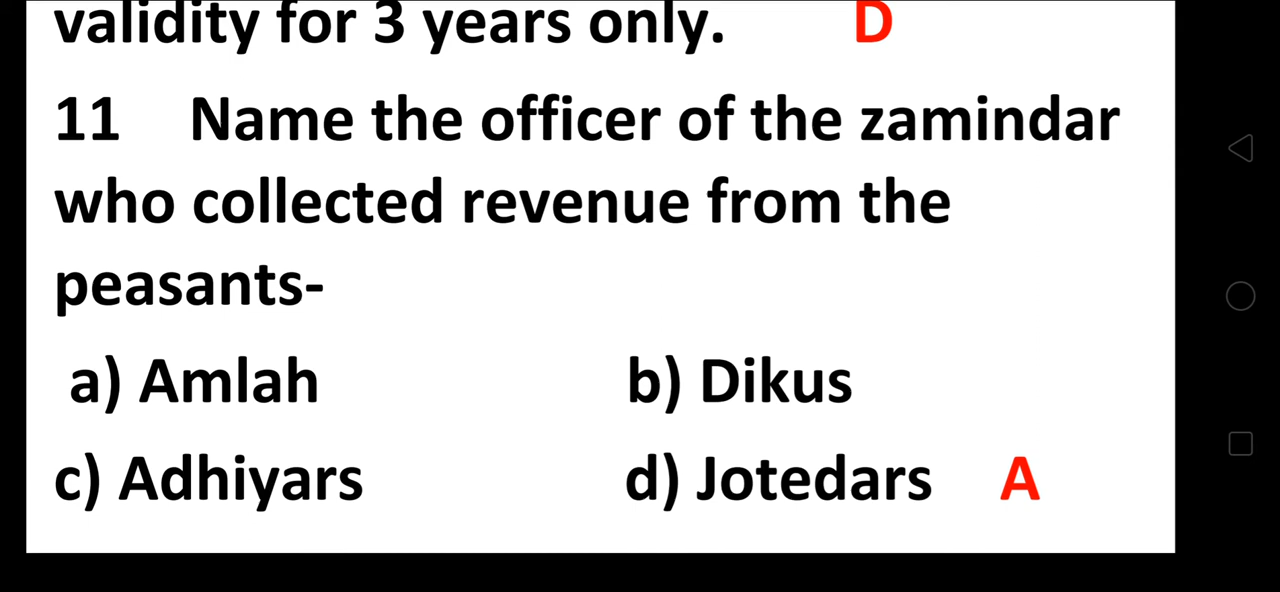 validity for 3 years only. D
11 Name the officer of the zamindar
who collected revenue from the
peasants-
a) Amlah b) Dikus
c) Adhiyars d) Jotedars A